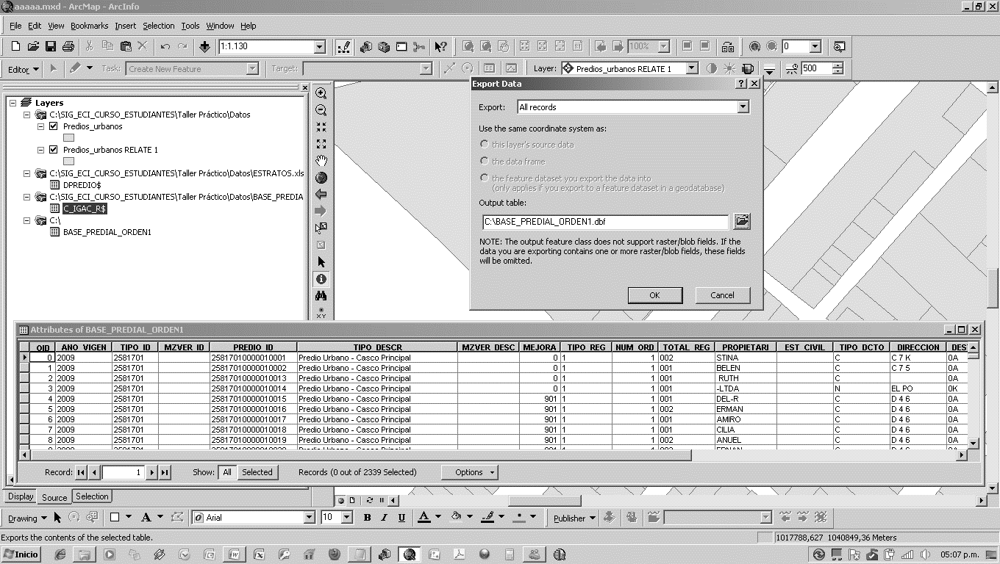 aaaaa.mxd - ArcMap - ArcInfo
File Edit View Bookmarks Insert Selection Tools Window Help
1:1.130 100% 0
Editor Task: Create New Feature Target: Layer: Predios_urbanos RELATE 1 500
Layers
C:\SIG_ECI_CURSO_ESTUDIANTES\Taller Práctico\Datos
Predios_urbanos
Predios_urbanos RELATE 1
C:\SIG_ECI_CURSO_ESTUDIANTES\Taller Práctico\Datos\ESTRATOS.xls
DPREDIO$
C:\SIG_ECI_CURSO_ESTUDIANTES\Taller Práctico\Datos\BASE_PREDIA
C_IGAC_R$
C:\
BASE_PREDIAL_ORDEN1
Export Data
Export: All records
Use the same coordinate system as:
this layer's source data
the data frame
the feature dataset you export the data into
(only applies if you export to a feature dataset in a geodatabase)
Output table:
C:\BASE_PREDIAL_ORDEN1.dbf
NOTE: The output feature class does not support raster/blob fields. If the
data you are exporting contains one or more raster/blob fields, these fields
will be omitted.
OK Cancel
Attributes of BASE_PREDIAL_ORDEN1
OID ANO_VIGEN TIPO_ID MZVER_ID PREDIO_ID TIPO_DESCR MZVER_DESC MEJORA TIPO_REG NUM_ORD TOTAL_REG PROPIETARI EST_CIVIL TIPO_DCTO DIRECCION DES
0 2009 2581701 25817010000010001 Predio Urbano - Casco Principal 0 1 1 002 STINA C C 7 K 0A
1 2009 2581701 25817010000010002 Predio Urbano - Casco Principal 0 1 1 001 BELEN C C 7 5 0A
2 2009 2581701 25817010000010013 Predio Urbano - Casco Principal 0 1 1 001 RUTH C 0A
3 2009 2581701 25817010000010014 Predio Urbano - Casco Principal 0 1 1 001 -LTDA N EL PO 0K
4 2009 2581701 25817010000010015 Predio Urbano - Casco Principal 901 1 1 001 DEL-R C D 4 6 0A
5 2009 2581701 25817010000010016 Predio Urbano - Casco Principal 901 1 1 002 ERMAN C D 4 6 0A
6 2009 2581701 25817010000010017 Predio Urbano - Casco Principal 901 1 1 001 AMIRO C D 4 6 0A
7 2009 2581701 25817010000010018 Predio Urbano - Casco Principal 901 1 1 001 CILIA C D 4 6 0A
8 2009 2581701 25817010000010019 Predio Urbano - Casco Principal 901 1 1 002 ANUEL C D 4 6 0A
Record: 1 Show: All Selected Records (0 out of 2339 Selected) Options
Display Source Selection
Drawing A Arial 10 B I U A Publisher
Exports the contents of the selected table. 1017788,627 1040849,36 Meters
Inicio 05:07 p.m.